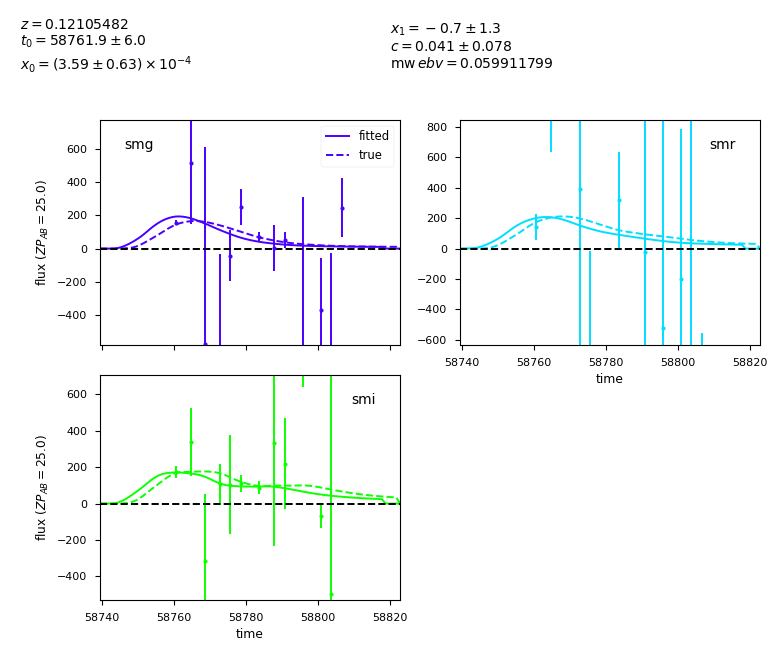 z = 0.12105482
t₀ = 58761.9 ± 6.0
x₀ = (3.59 ± 0.63) × 10⁻⁴
x₁ = −0.7 ± 1.3
c = 0.041 ± 0.078
mw ebv = 0.059911799
smg
fitted
true
600
400
200
0
−200
−400
flux (ZP_AB = 25.0)
smr
800
600
400
200
0
−200
−400
−600
58740 58760 58780 58800 58820
time
smi
600
400
200
0
−200
−400
flux (ZP_AB = 25.0)
58740 58760 58780 58800 58820
time